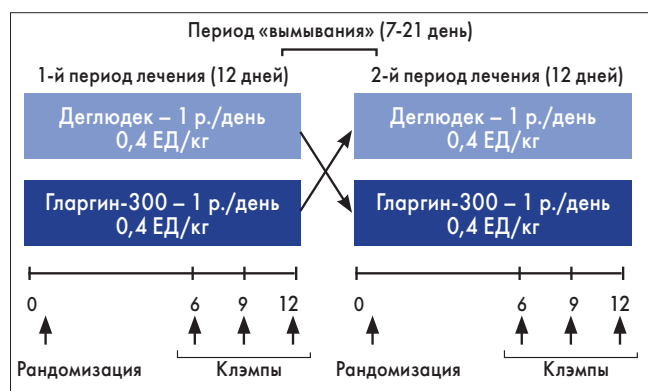 Период «вымывания» (7-21 день)
1-й период лечения (12 дней)
2-й период лечения (12 дней)
Деглюдек – 1 р./день
0,4 ЕД/кг
Деглюдек – 1 р./день
0,4 ЕД/кг
Гларгин-300 – 1 р./день
0,4 ЕД/кг
Гларгин-300 – 1 р./день
0,4 ЕД/кг
0 6 9 12
0 6 9 12
Рандомизация Клэмпы
Рандомизация Клэмпы